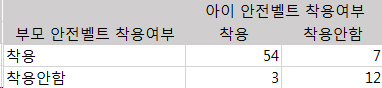 아이 안전벨트 착용여부
부모 안전벨트 착용여부 착용 착용안함
착용 54 7
착용안함 3 12